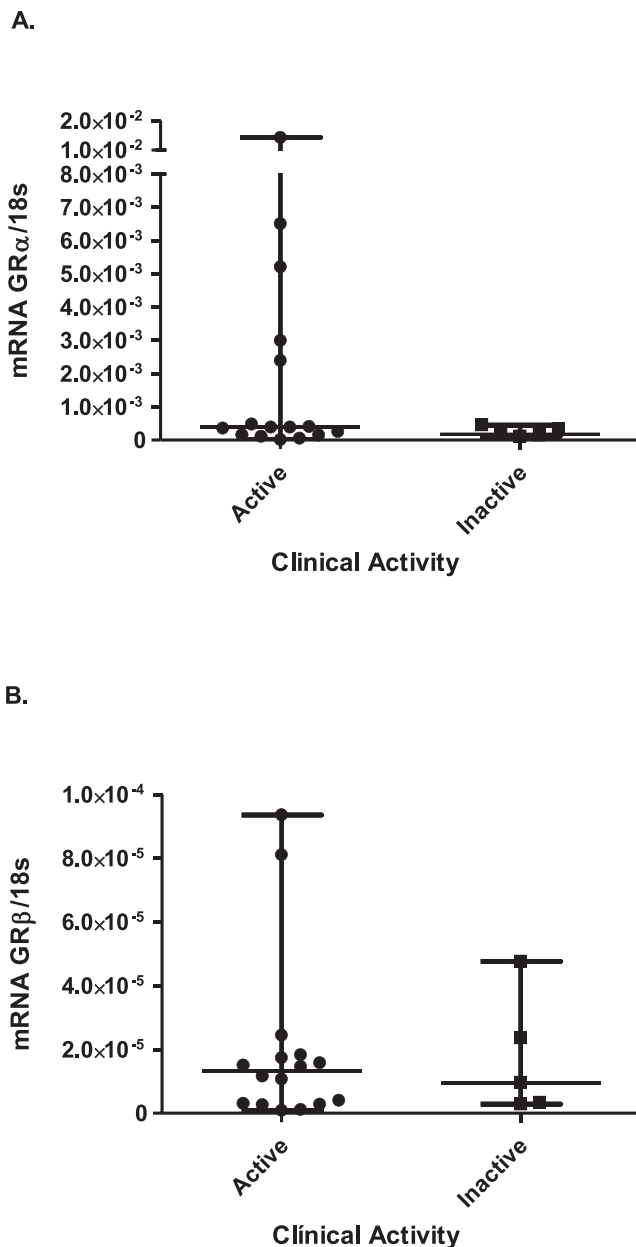 A.
2.0×10⁻²
1.0×10⁻²
8.0×10⁻³
7.0×10⁻³
6.0×10⁻³
5.0×10⁻³
4.0×10⁻³
3.0×10⁻³
2.0×10⁻³
1.0×10⁻³
0
mRNA GRα/18s
Active
Inactive
Clinical Activity
B.
1.0×10⁻⁴
8.0×10⁻⁵
6.0×10⁻⁵
4.0×10⁻⁵
2.0×10⁻⁵
0
mRNA GRβ/18s
Active
Inactive
Clínical Activity